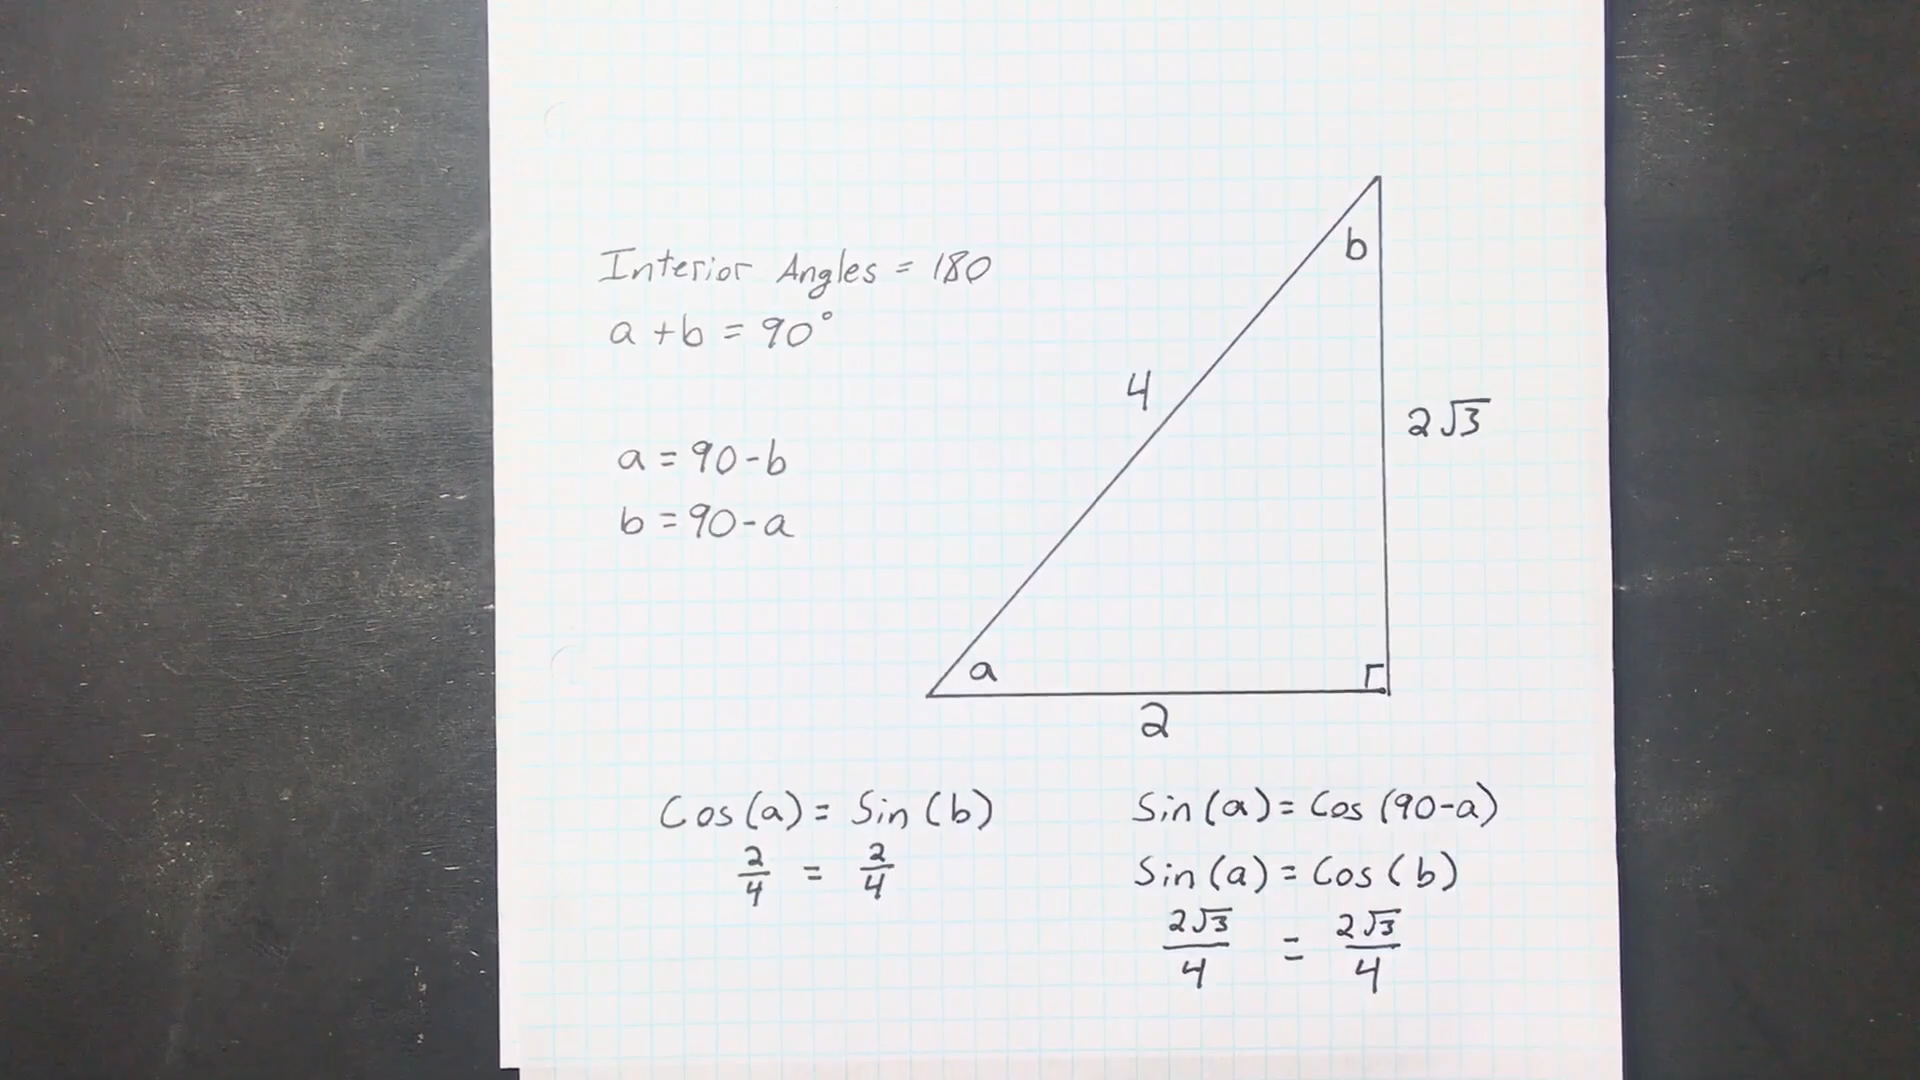 Interior Angles = 180
a + b = 90°
a = 90 - b
b = 90 - a
b
4
2√3
a
2
Cos(a) = Sin(b)
2/4 = 2/4
Sin(a) = Cos(90-a)
Sin(a) = Cos(b)
2√3/4 = 2√3/4